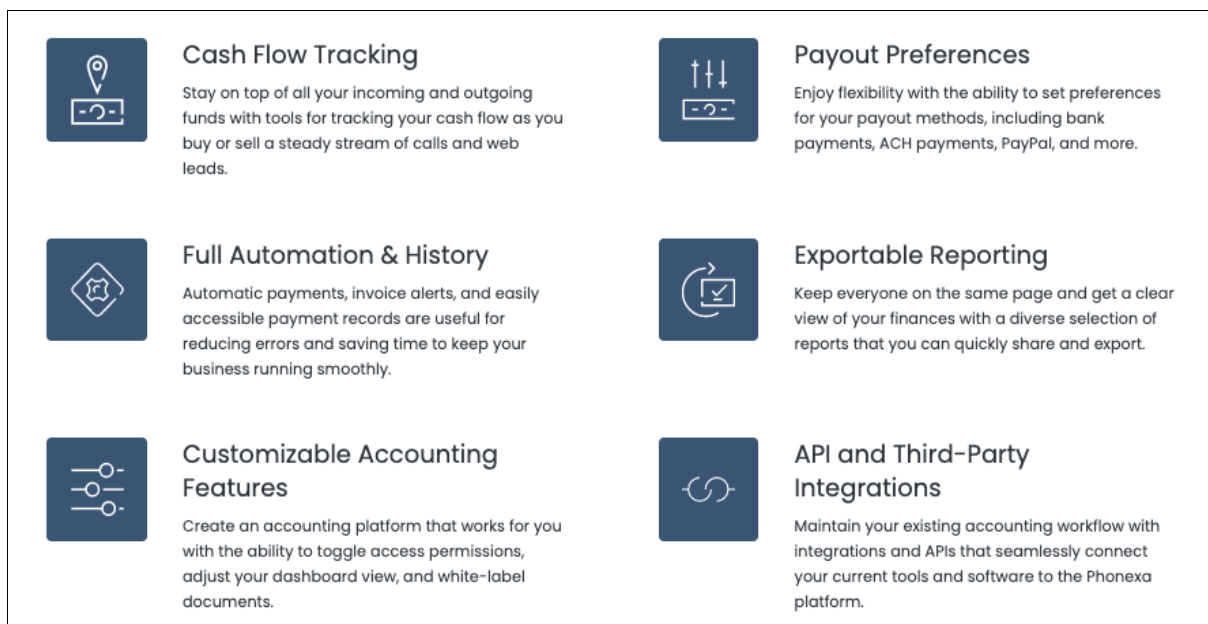 Cash Flow Tracking
Stay on top of all your incoming and outgoing
funds with tools for tracking your cash flow as you
buy or sell a steady stream of calls and web
leads.
Payout Preferences
Enjoy flexibility with the ability to set preferences
for your payout methods, including bank
payments, ACH payments, PayPal, and more.
Full Automation & History
Automatic payments, invoice alerts, and easily
accessible payment records are useful for
reducing errors and saving time to keep your
business running smoothly.
Exportable Reporting
Keep everyone on the same page and get a clear
view of your finances with a diverse selection of
reports that you can quickly share and export.
Customizable Accounting
Features
Create an accounting platform that works for you
with the ability to toggle access permissions,
adjust your dashboard view, and white-label
documents.
API and Third-Party
Integrations
Maintain your existing accounting workflow with
integrations and APIs that seamlessly connect
your current tools and software to the Phonexa
platform.